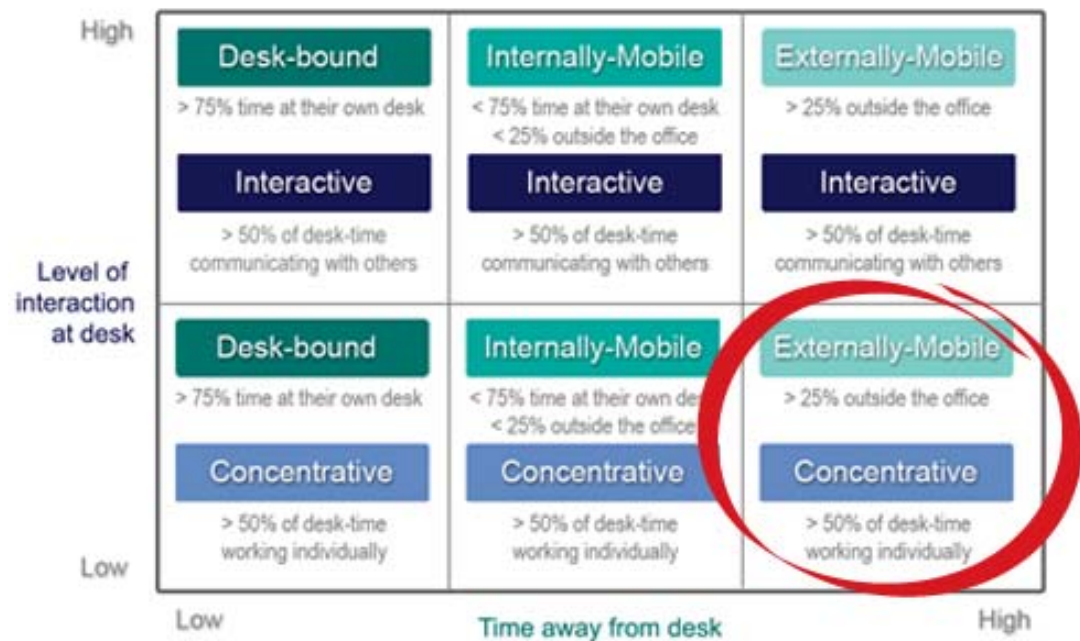 High
Desk-bound
> 75% time at their own desk
Interactive
> 50% of desk-time
communicating with others
Internally-Mobile
< 75% time at their own desk
< 25% outside the office
Interactive
> 50% of desk-time
communicating with others
Externally-Mobile
> 25% outside the office
Interactive
> 50% of desk-time
communicating with others
Level of
interaction
at desk
Desk-bound
> 75% time at their own desk
Concentrative
> 50% of desk-time
working individually
Internally-Mobile
< 75% time at their own desk
< 25% outside the office
Concentrative
> 50% of desk-time
working individually
Externally-Mobile
> 25% outside the office
Concentrative
> 50% of desk-time
working individually
Low
Low
Time away from desk
High